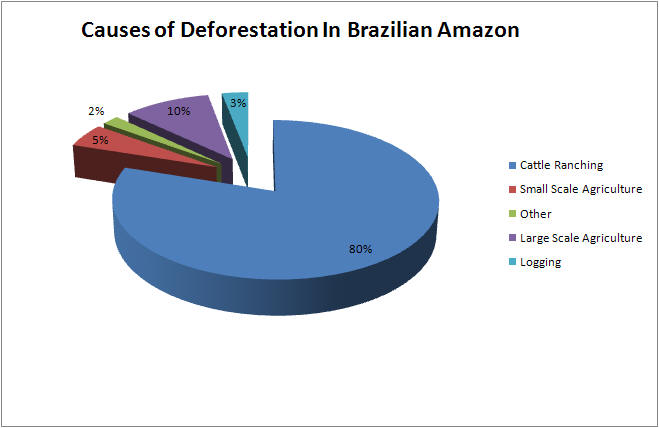 Causes of Deforestation In Brazilian Amazon
3%
10%
2%
5%
80%
Cattle Ranching
Small Scale Agriculture
Other
Large Scale Agriculture
Logging